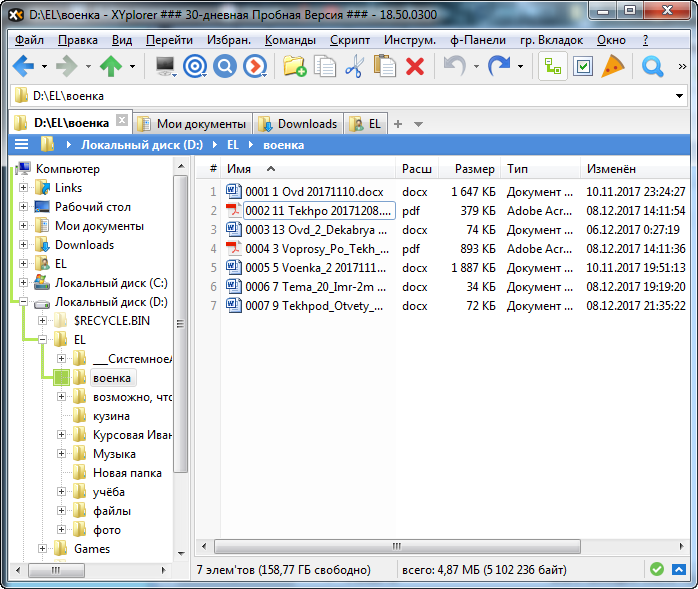 D:\EL\военка - XYplorer ### 30-дневная Пробная Версия ### - 18.50.0300
Файл Правка Вид Перейти Избран. Команды Скрипт Инструм. ф-Панели гр. Вкладок Окно ?
D:\EL\военка
D:\EL\военка Мои документы Downloads EL
Локальный диск (D:) EL военка
Компьютер
Links
Рабочий стол
Мои документы
Downloads
EL
Локальный диск (C:)
Локальный диск (D:)
$RECYCLE.BIN
EL
___СистемноеА
военка
возможно, что
кузина
Курсовая Иван
Музыка
Новая папка
учёба
файлы
фото
Games
# Имя Расш Размер Тип Изменён
1 0001 1 Ovd 20171110.docx docx 1 647 КБ Документ ... 10.11.2017 23:24:27
2 0002 11 Tekhpo 20171208.... pdf 379 КБ Adobe Acr... 08.12.2017 14:11:54
3 0003 13 Ovd_2_Dekabrya ... docx 74 КБ Документ ... 06.12.2017 0:27:19
4 0004 3 Voprosy_Po_Tekh_... pdf 893 КБ Adobe Acr... 08.12.2017 14:11:36
5 0005 5 Voenka_2 2017111... docx 1 887 КБ Документ ... 10.11.2017 19:51:13
6 0006 7 Tema_20_Imr-2m ... docx 34 КБ Документ ... 08.12.2017 19:19:20
7 0007 9 Tekhpod_Otvety_... docx 72 КБ Документ ... 08.12.2017 21:35:22
7 элем'тов (158,77 ГБ свободно) всего: 4,87 МБ (5 102 236 байт)